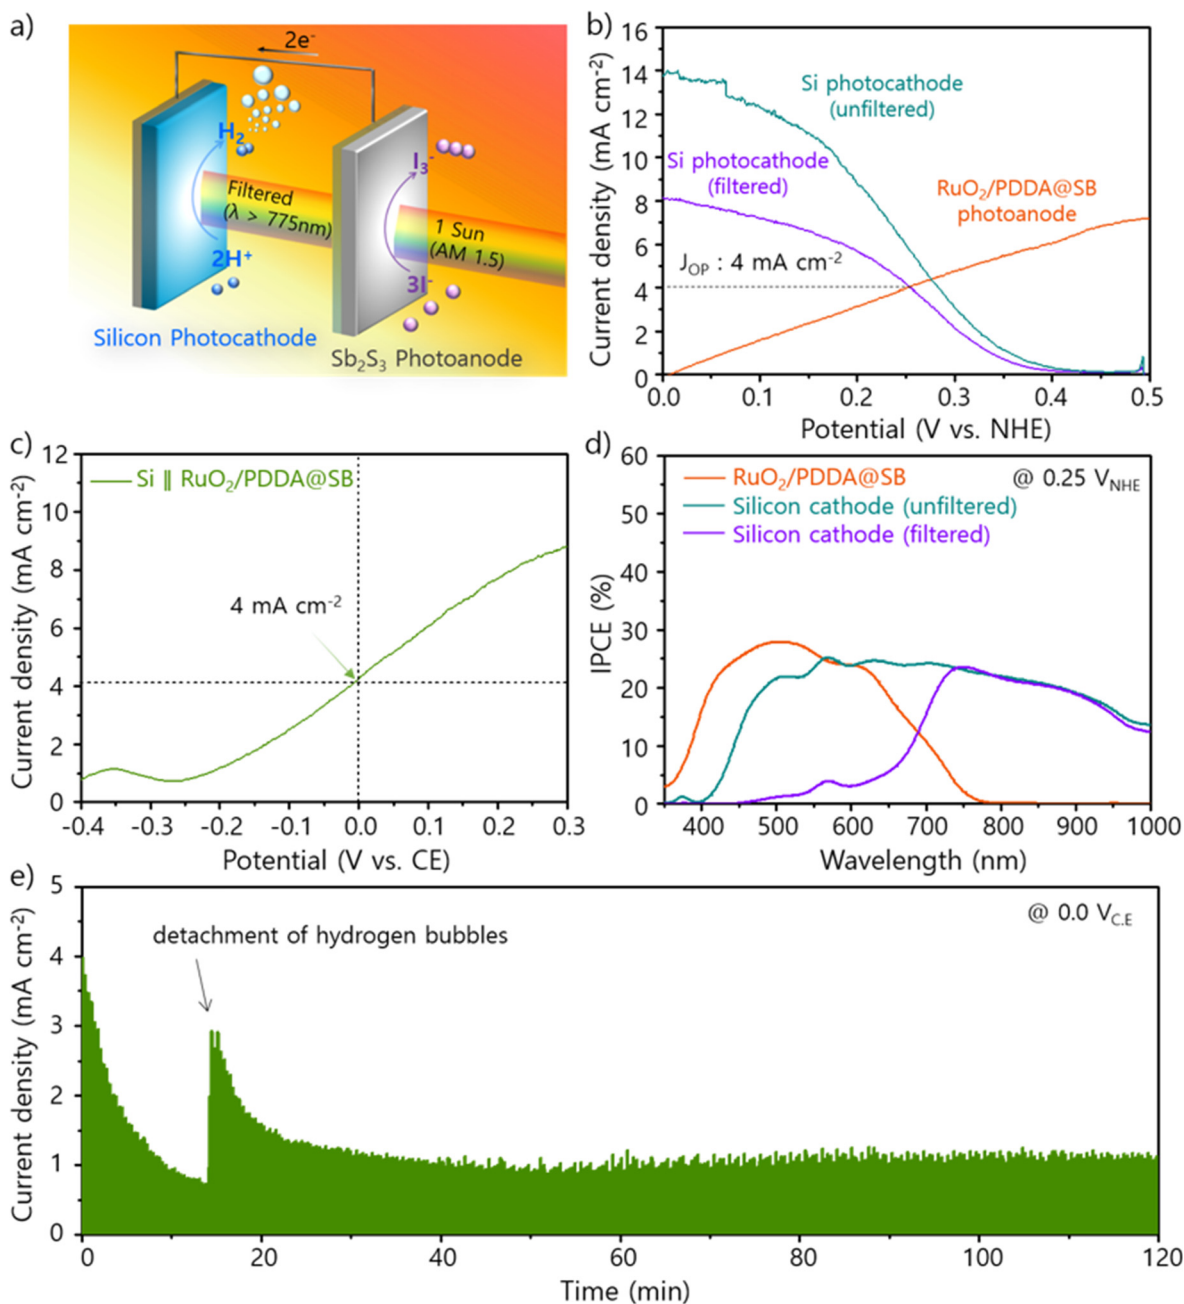 a)
2e⁻
H₂
2H⁺
Filtered
(λ > 775nm)
I₃⁻
3I⁻
1 Sun
(AM 1.5)
Silicon Photocathode
Sb₂S₃ Photoanode
b)
Current density (mA cm⁻²)
16
14
12
10
8
6
4
2
0
Si photocathode
(unfiltered)
Si photocathode
(filtered)
RuO₂/PDDA@SB
photoanode
J_OP : 4 mA cm⁻²
0.0 0.1 0.2 0.3 0.4 0.5
Potential (V vs. NHE)
c)
Current density (mA cm⁻²)
12
10
8
6
4
2
0
Si ∥ RuO₂/PDDA@SB
4 mA cm⁻²
-0.4 -0.3 -0.2 -0.1 0.0 0.1 0.2 0.3
Potential (V vs. CE)
d)
IPCE (%)
60
50
40
30
20
10
0
RuO₂/PDDA@SB
Silicon cathode (unfiltered)
Silicon cathode (filtered)
@ 0.25 V_NHE
400 500 600 700 800 900 1000
Wavelength (nm)
e)
Current density (mA cm⁻²)
5
4
3
2
1
0
detachment of hydrogen bubbles
@ 0.0 V_C.E
0 20 40 60 80 100 120
Time (min)